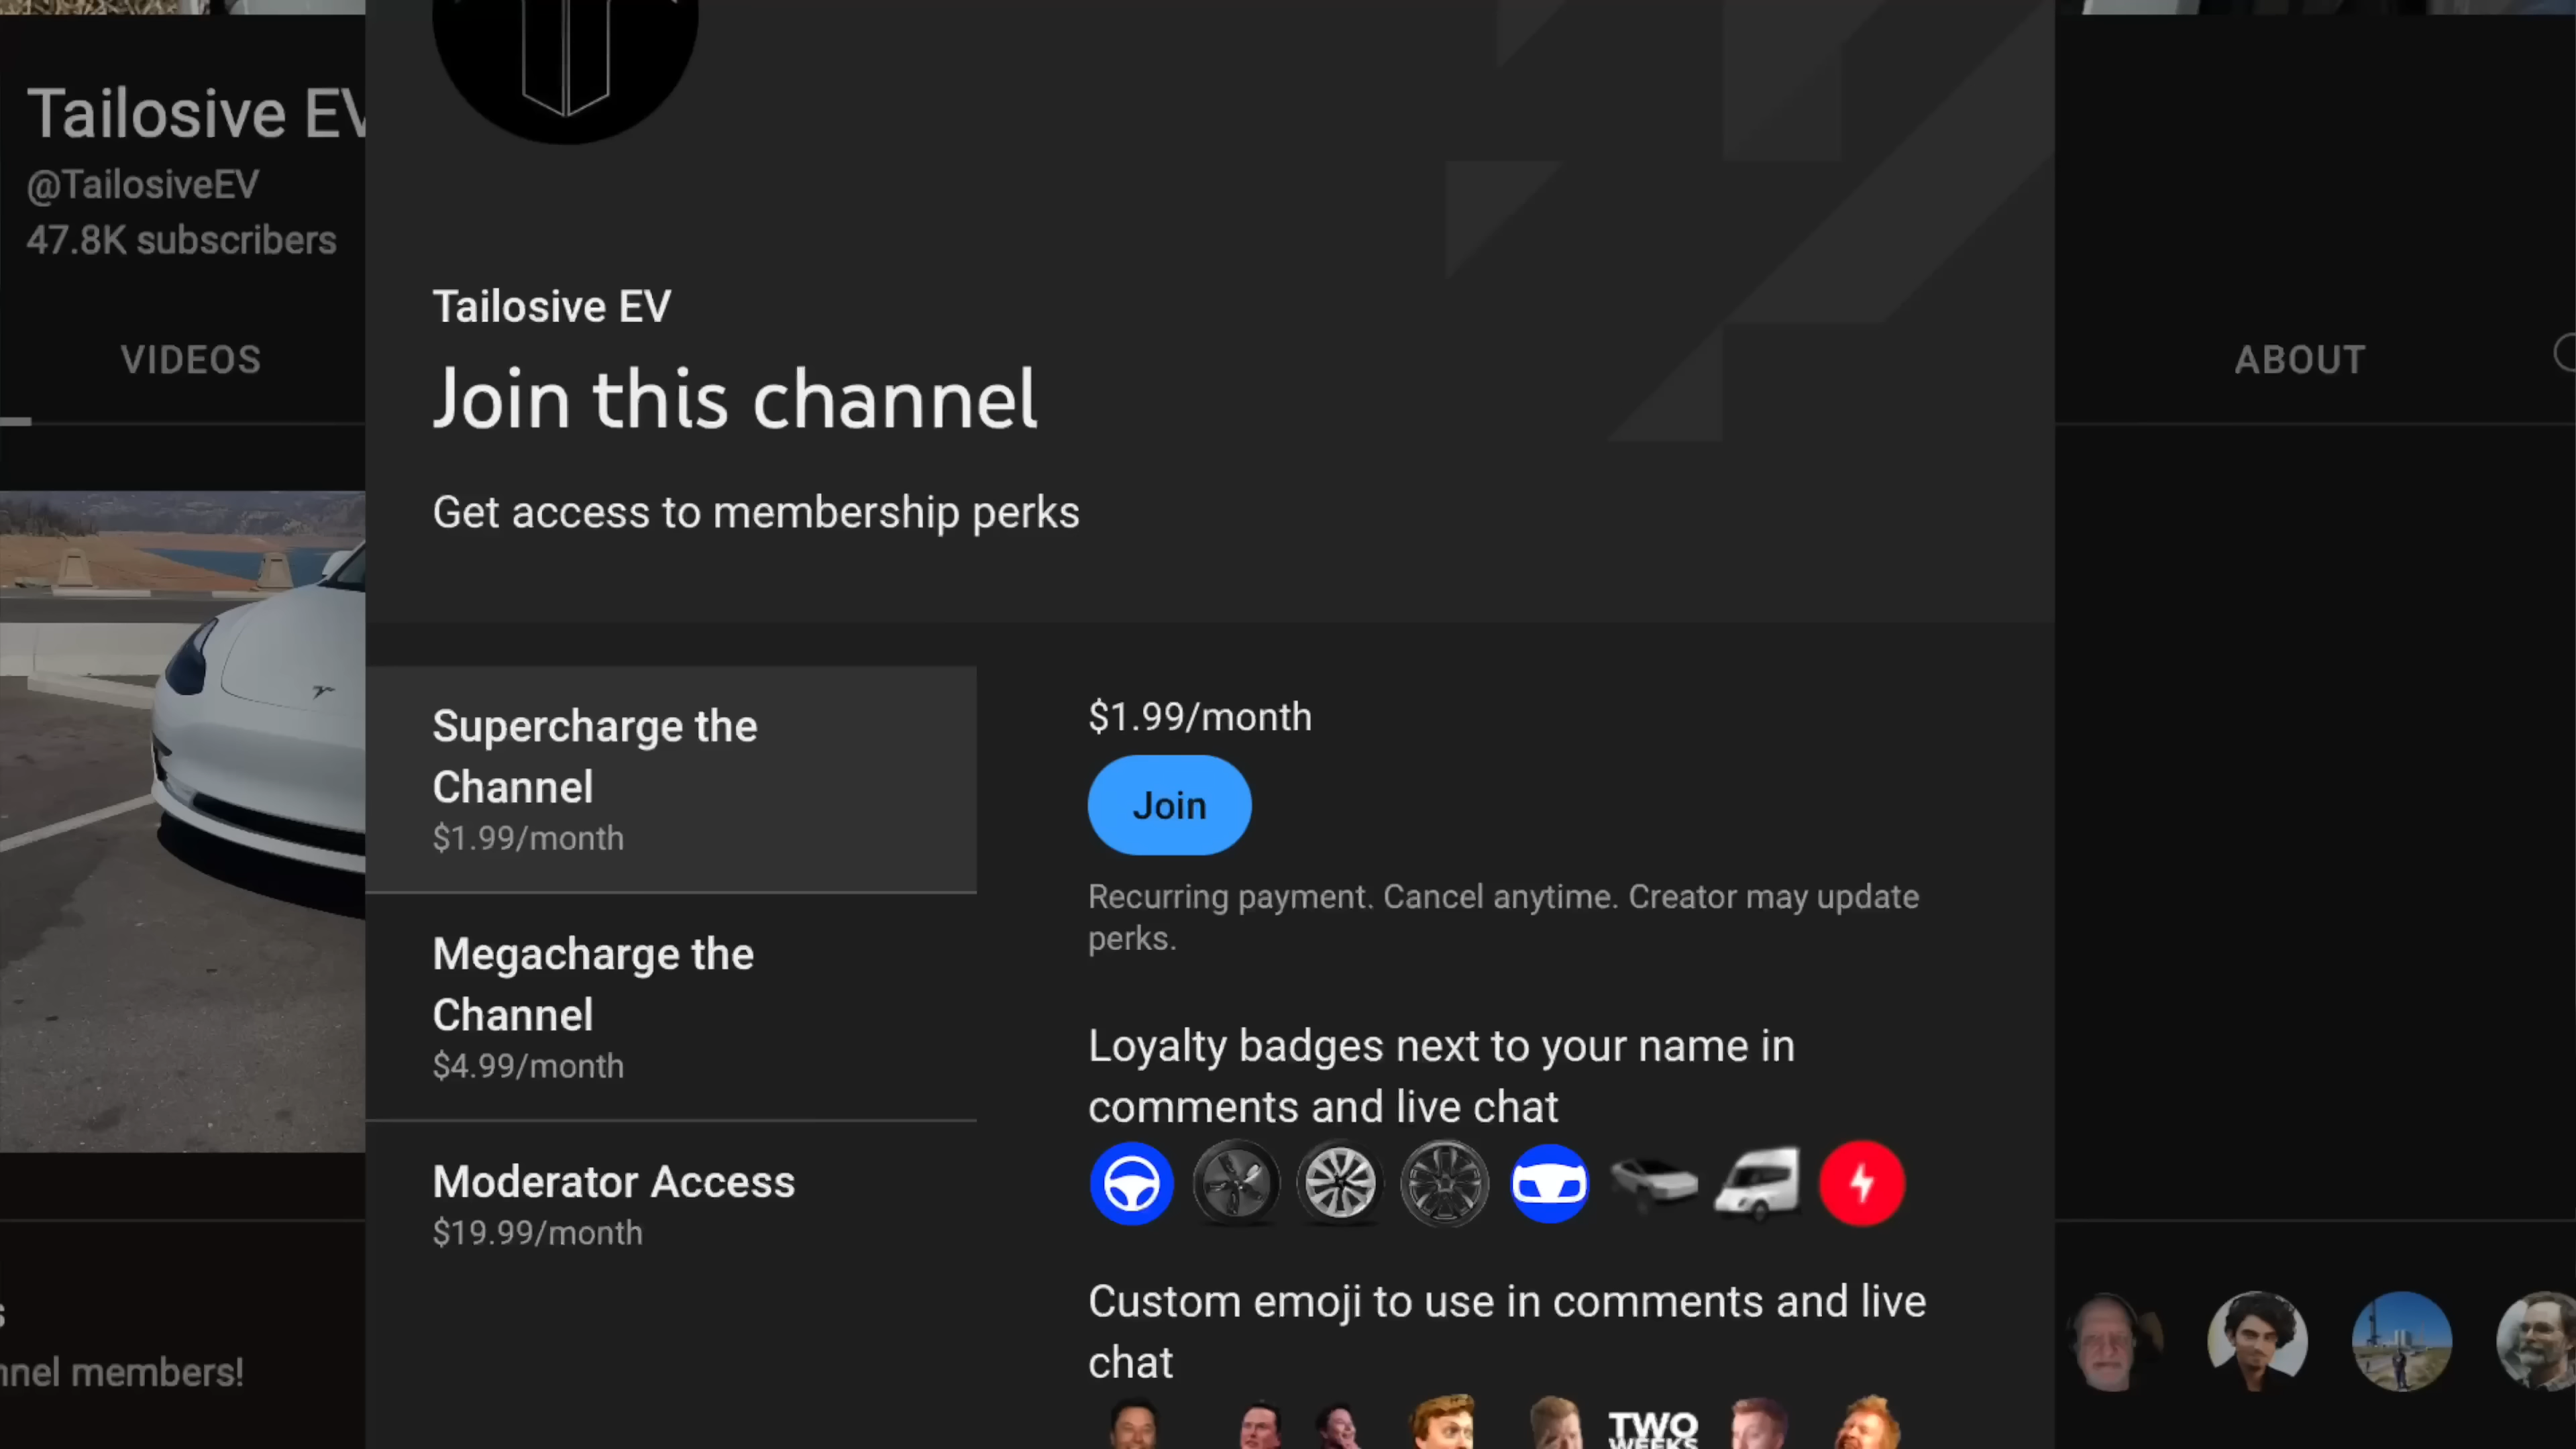 Tailosive EV
@TailosiveEV
47.8K subscribers
VIDEOS
ABOUT
Tailosive EV
Join this channel
Get access to membership perks
Supercharge the
Channel
$1.99/month
Megacharge the
Channel
$4.99/month
Moderator Access
$19.99/month
$1.99/month
Join
Recurring payment. Cancel anytime. Creator may update
perks.
Loyalty badges next to your name in
comments and live chat
Custom emoji to use in comments and live
chat
TWO
WEEKS
members!